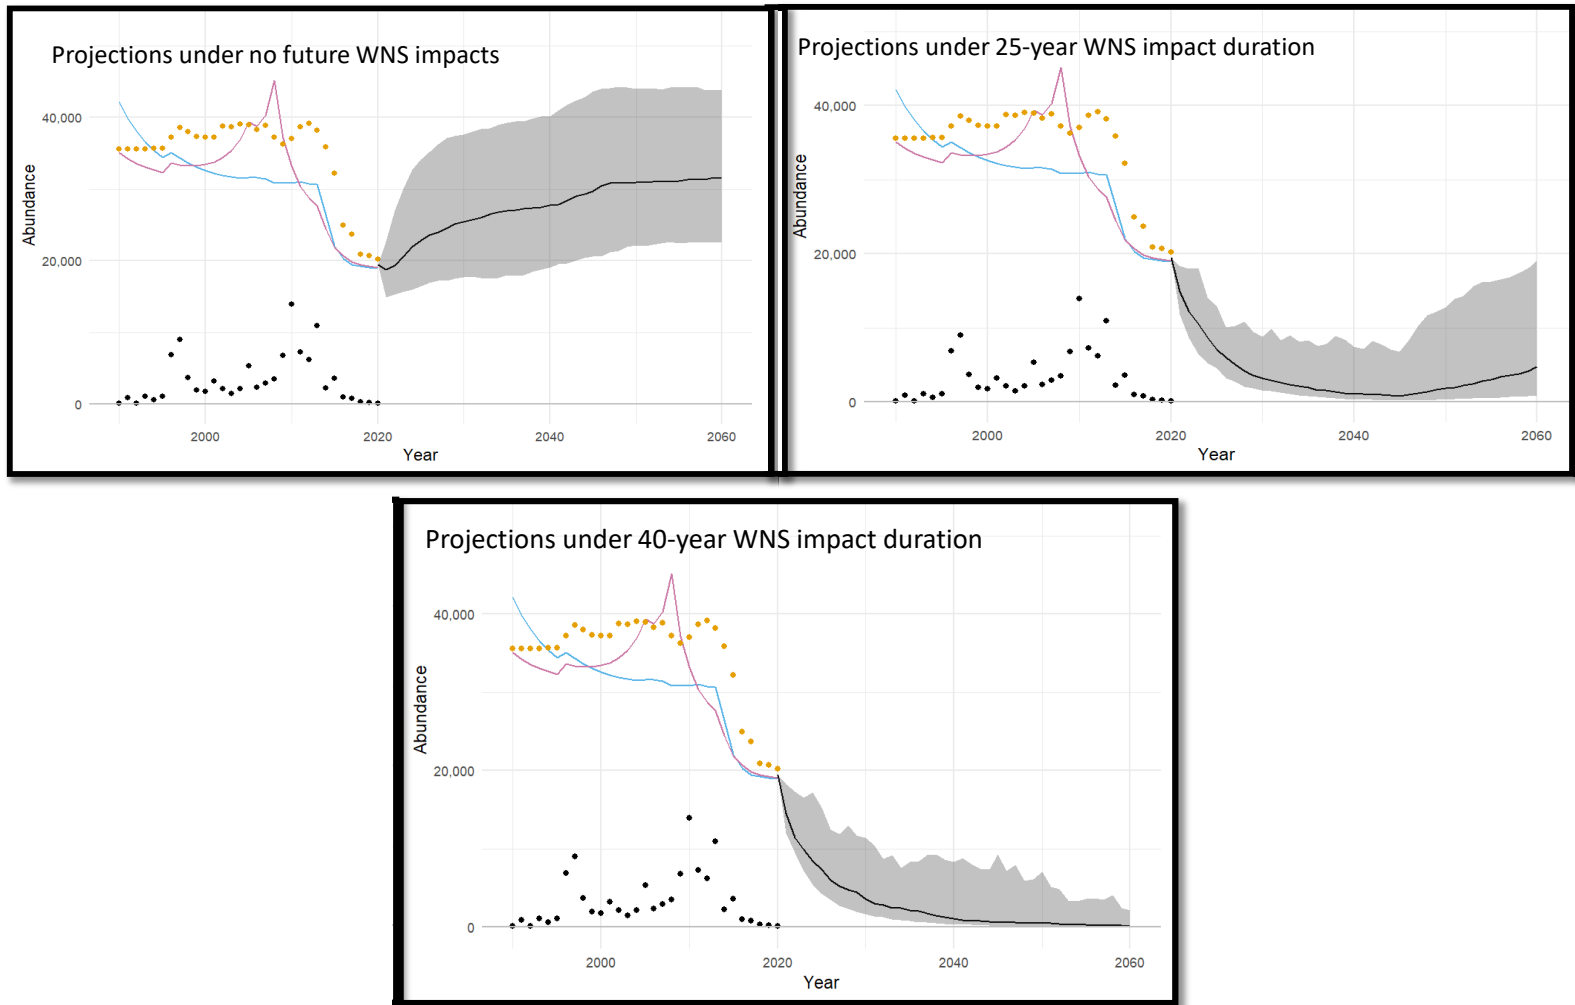 Projections under no future WNS impacts
40,000
20,000
0
Abundance
2000
2020
2040
2060
Year
Projections under 25-year WNS impact duration
40,000
20,000
0
Abundance
2000
2020
2040
2060
Year
Projections under 40-year WNS impact duration
40,000
20,000
0
Abundance
2000
2020
2040
2060
Year